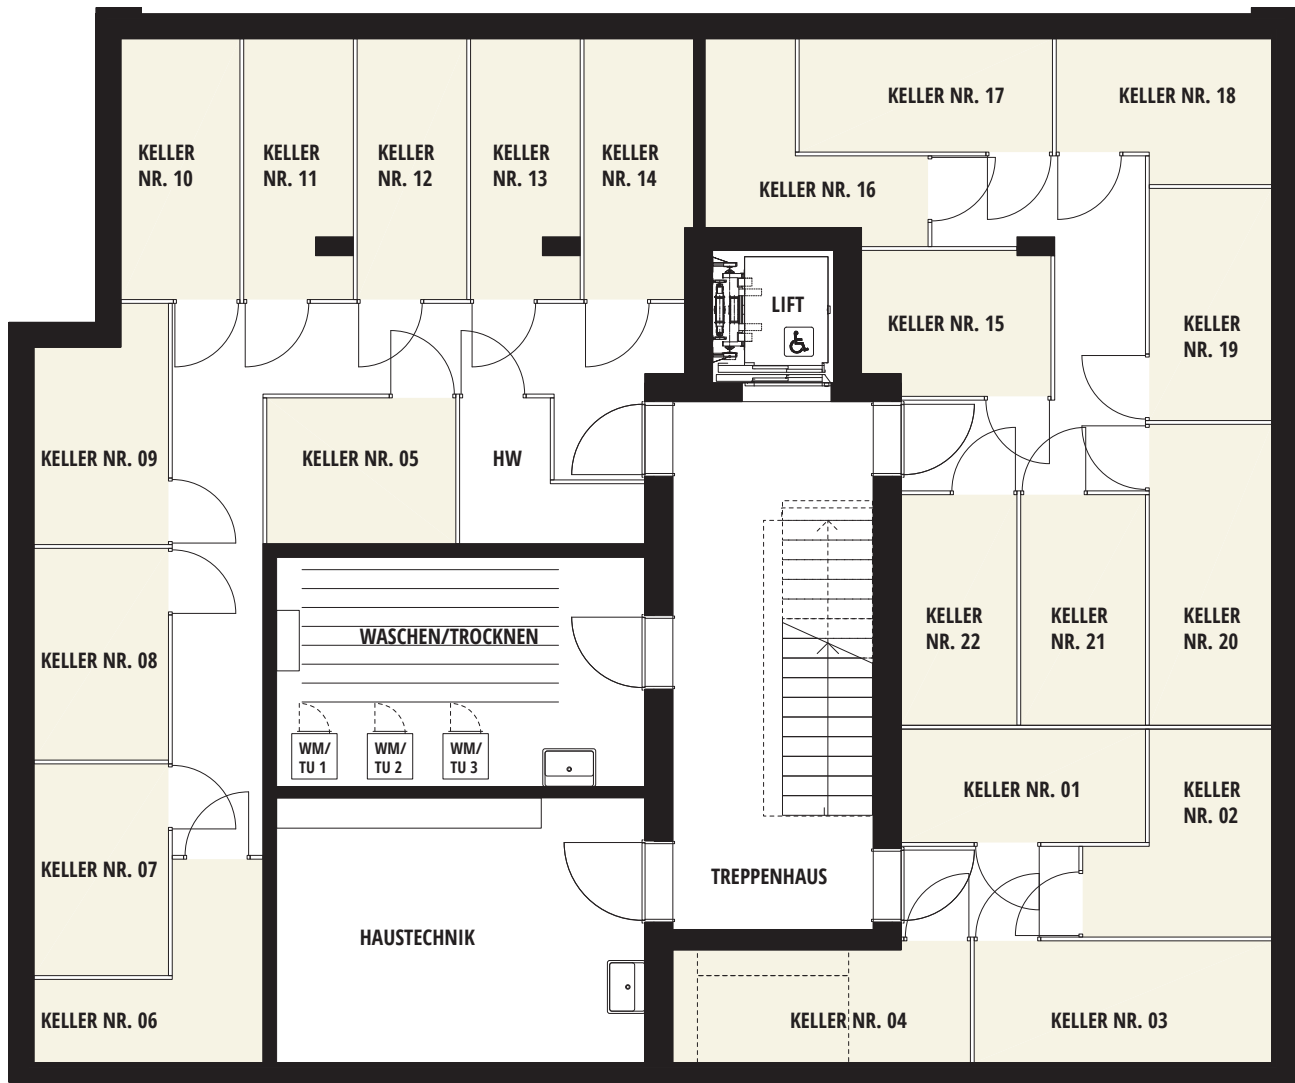 KELLER NR. 17
KELLER NR. 18
KELLER
NR. 10
KELLER
NR. 11
KELLER
NR. 12
KELLER
NR. 13
KELLER
NR. 14
KELLER NR. 16
LIFT
KELLER NR. 15
KELLER
NR. 19
KELLER NR. 09
KELLER NR. 05
HW
KELLER
NR. 22
KELLER
NR. 21
KELLER
NR. 20
WASCHEN/TROCKNEN
KELLER NR. 08
WM/
TU 1
WM/
TU 2
WM/
TU 3
KELLER NR. 01
KELLER
NR. 02
KELLER NR. 07
TREPPENHAUS
HAUSTECHNIK
KELLER NR. 06
KELLER NR. 04
KELLER NR. 03